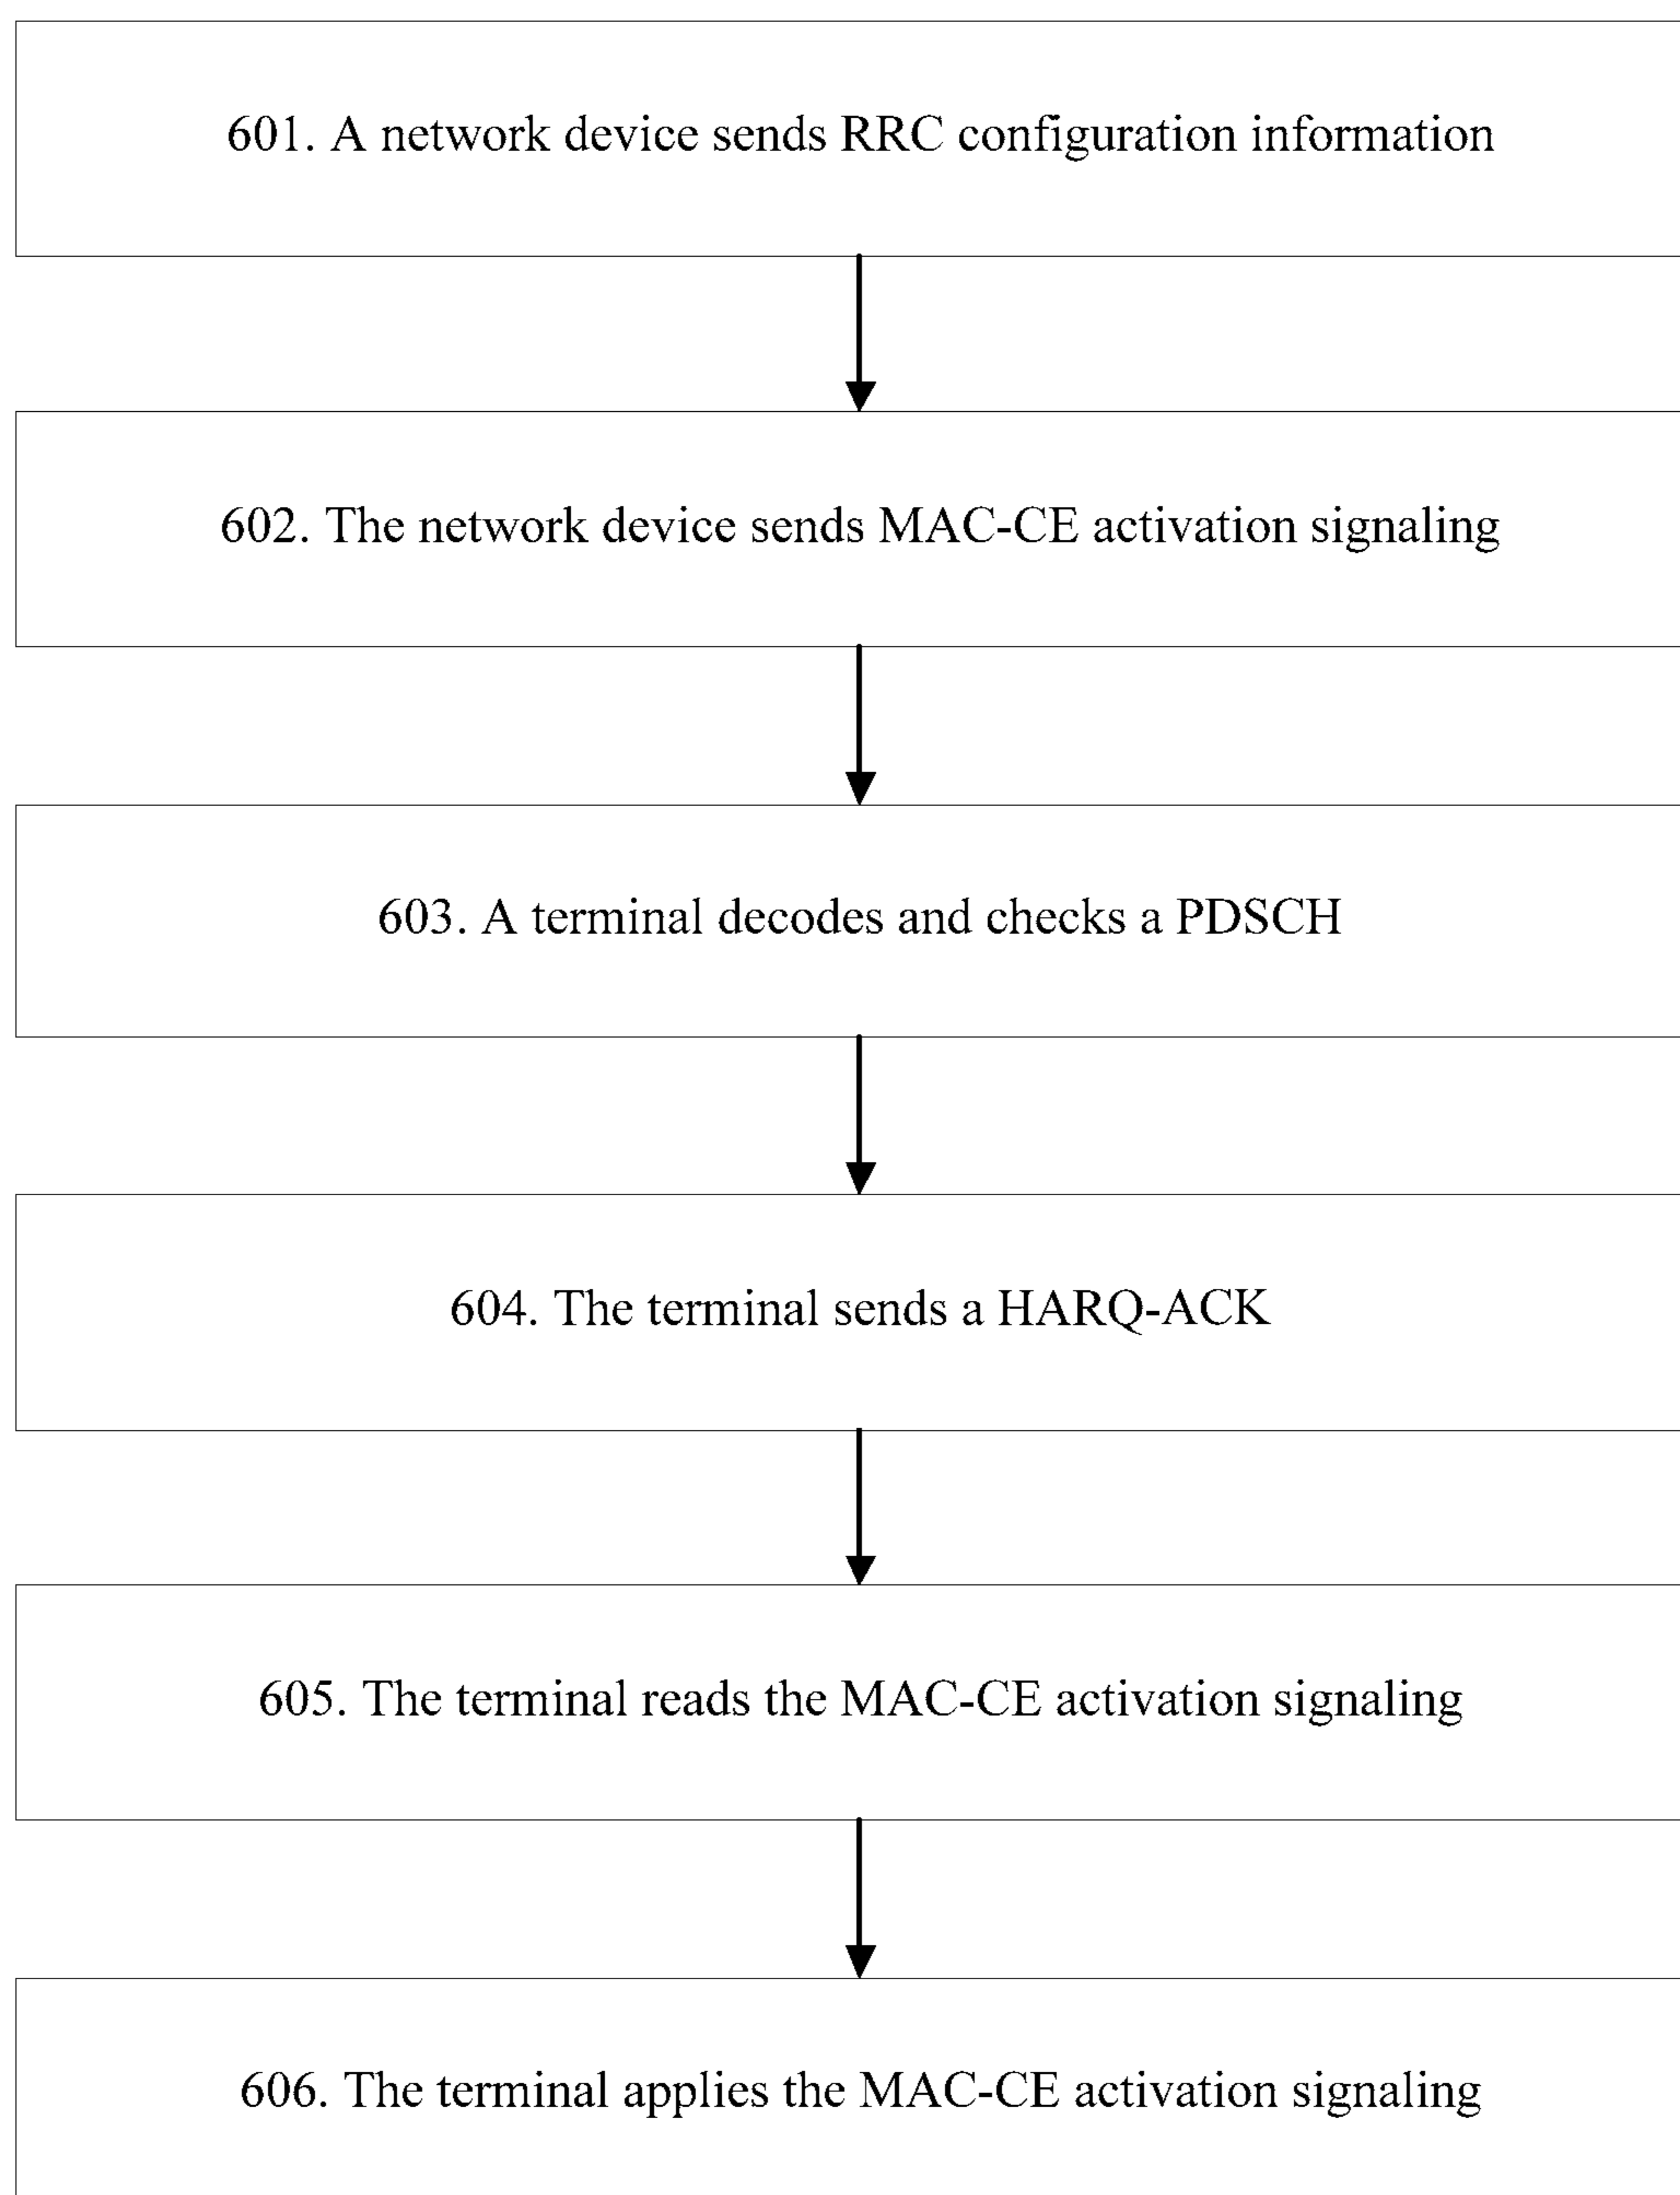 601. A network device sends RRC configuration information
602. The network device sends MAC-CE activation signaling
603. A terminal decodes and checks a PDSCH
604. The terminal sends a HARQ-ACK
605. The terminal reads the MAC-CE activation signaling
606. The terminal applies the MAC-CE activation signaling